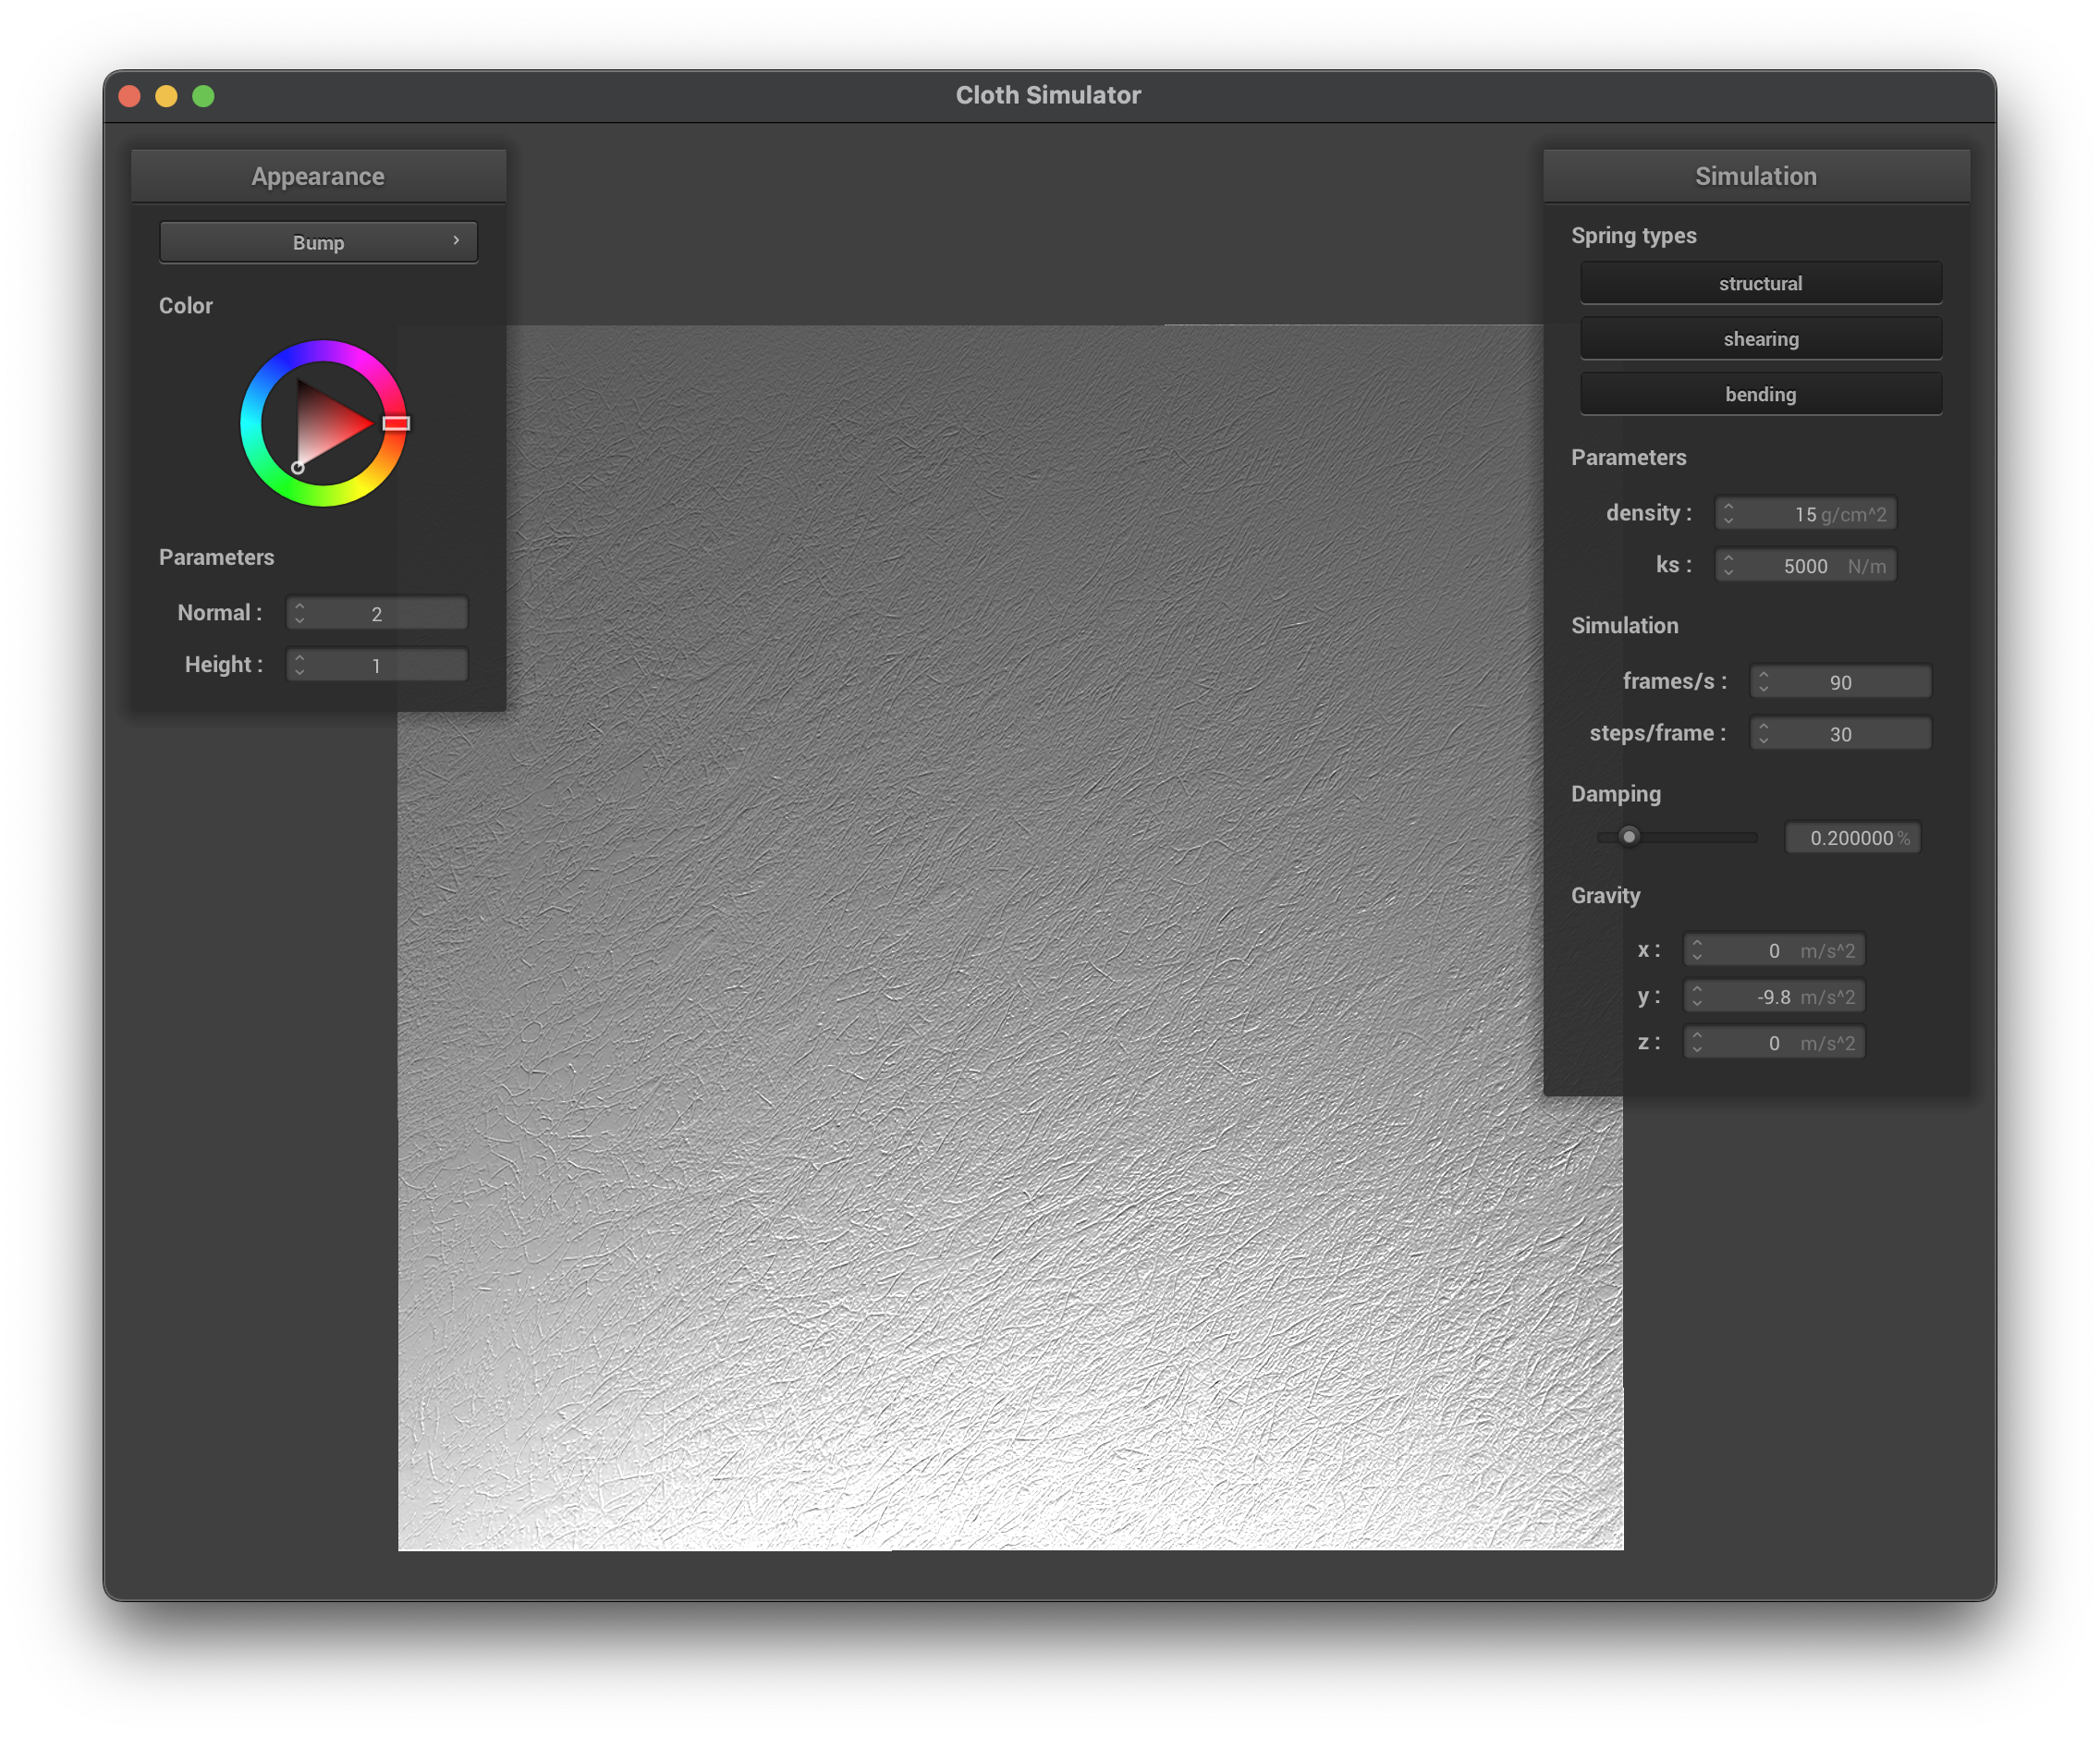 Cloth Simulator
Appearance
Bump
Color
Parameters
Normal : 2
Height : 1
Simulation
Spring types
structural
shearing
bending
Parameters
density : 15 g/cm^2
ks : 5000 N/m
Simulation
frames/s : 90
steps/frame : 30
Damping
0.200000 %
Gravity
x : 0 m/s^2
y : -9.8 m/s^2
z : 0 m/s^2